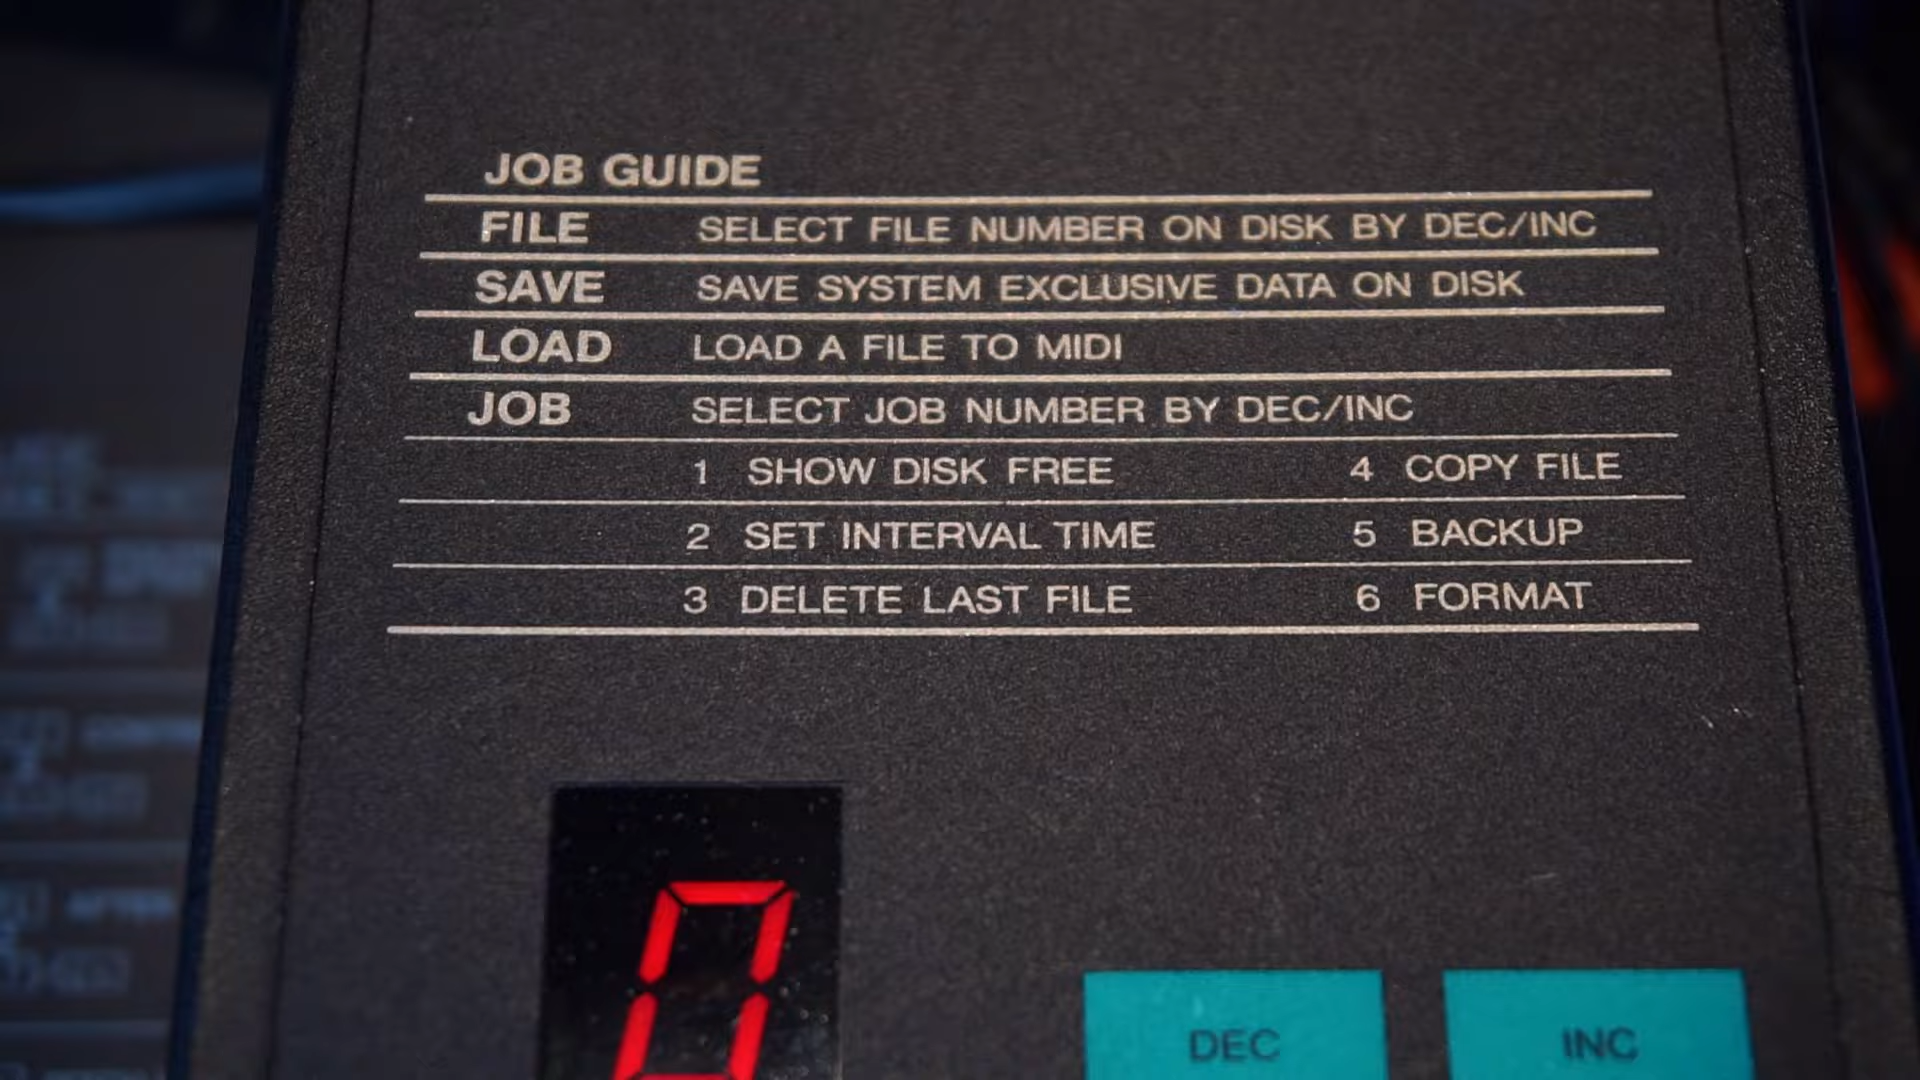 JOB GUIDE
FILE SELECT FILE NUMBER ON DISK BY DEC/INC
SAVE SAVE SYSTEM EXCLUSIVE DATA ON DISK
LOAD LOAD A FILE TO MIDI
JOB SELECT JOB NUMBER BY DEC/INC
1 SHOW DISK FREE 4 COPY FILE
2 SET INTERVAL TIME 5 BACKUP
3 DELETE LAST FILE 6 FORMAT
0
DEC INC